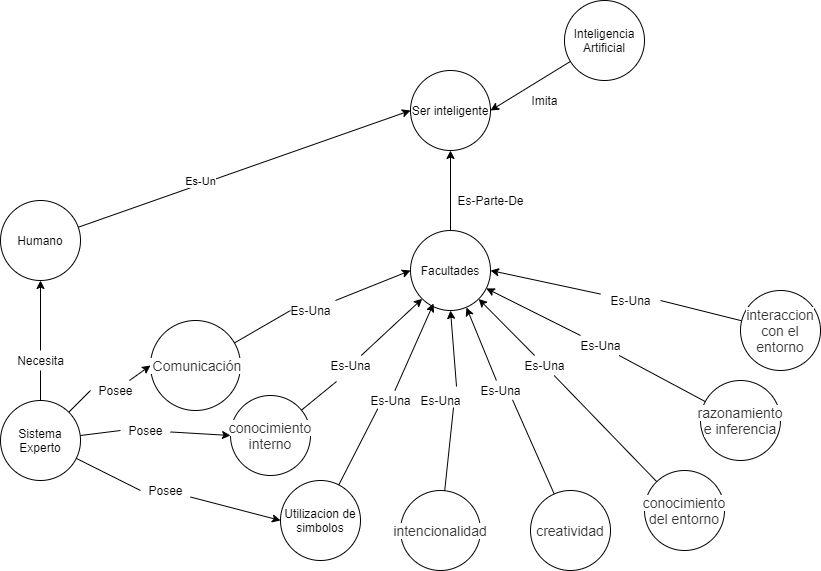 Inteligencia
Artificial
Ser inteligente
Imita
Es-Un
Es-Parte-De
Humano
Facultades
Es-Una
Es-Una
interaccion
con el
entorno
Necesita
Comunicación
Es-Una
Es-Una
Es-Una
Posee
Es-Una
Es-Una
Es-Una
razonamiento
e inferencia
Sistema
Experto
Posee
conocimiento
interno
Posee
Utilizacion de
simbolos
intencionalidad
creatividad
conocimiento
del entorno